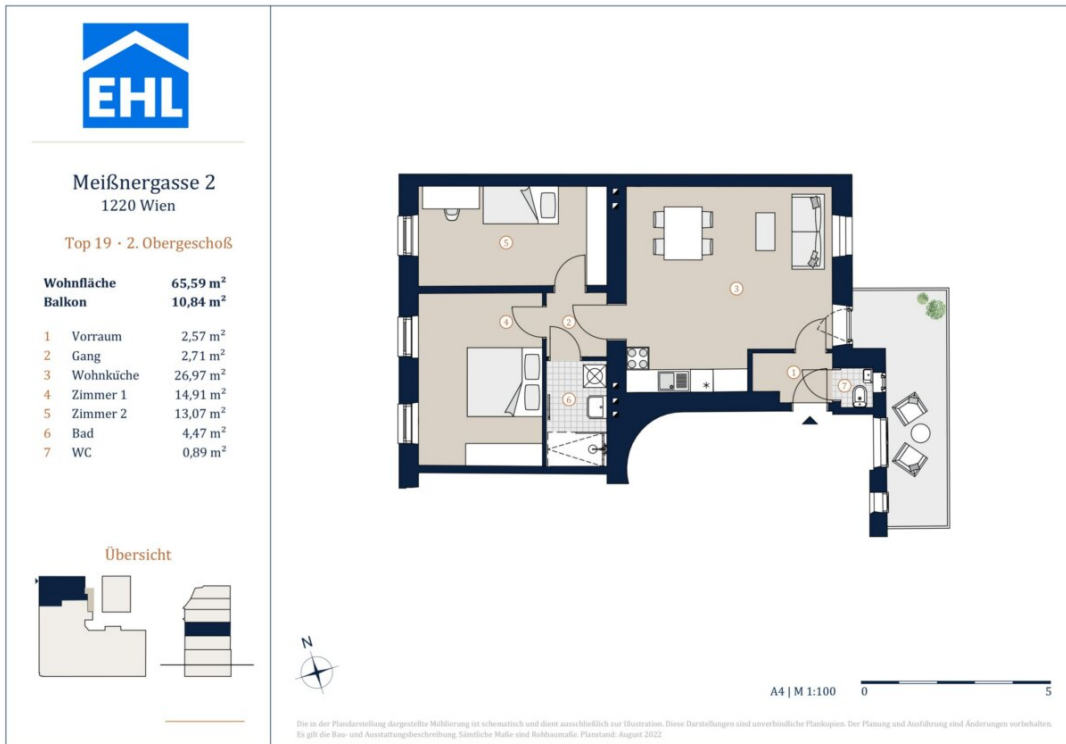 EHL
Meißnergasse 2
1220 Wien
Top 19 · 2. Obergeschoß
Wohnfläche 65,59 m²
Balkon 10,84 m²
1 Vorraum 2,57 m²
2 Gang 2,71 m²
3 Wohnküche 26,97 m²
4 Zimmer 1 14,91 m²
5 Zimmer 2 13,07 m²
6 Bad 4,47 m²
7 WC 0,89 m²
Übersicht
5
3
4
2
1
7
6
N
A4 | M 1:100 0 5
Die in der Plandarstellung dargestellte Möblierung ist schematisch und dient ausschließlich zur Illustration. Diese Darstellungen sind unverbindliche Plankopien. Der Planung und Ausführung sind Änderungen vorbehalten.
Es gilt die Bau- und Ausstattungsbeschreibung. Sämtliche Maße sind Rohbaumaße. Planstand: August 2022